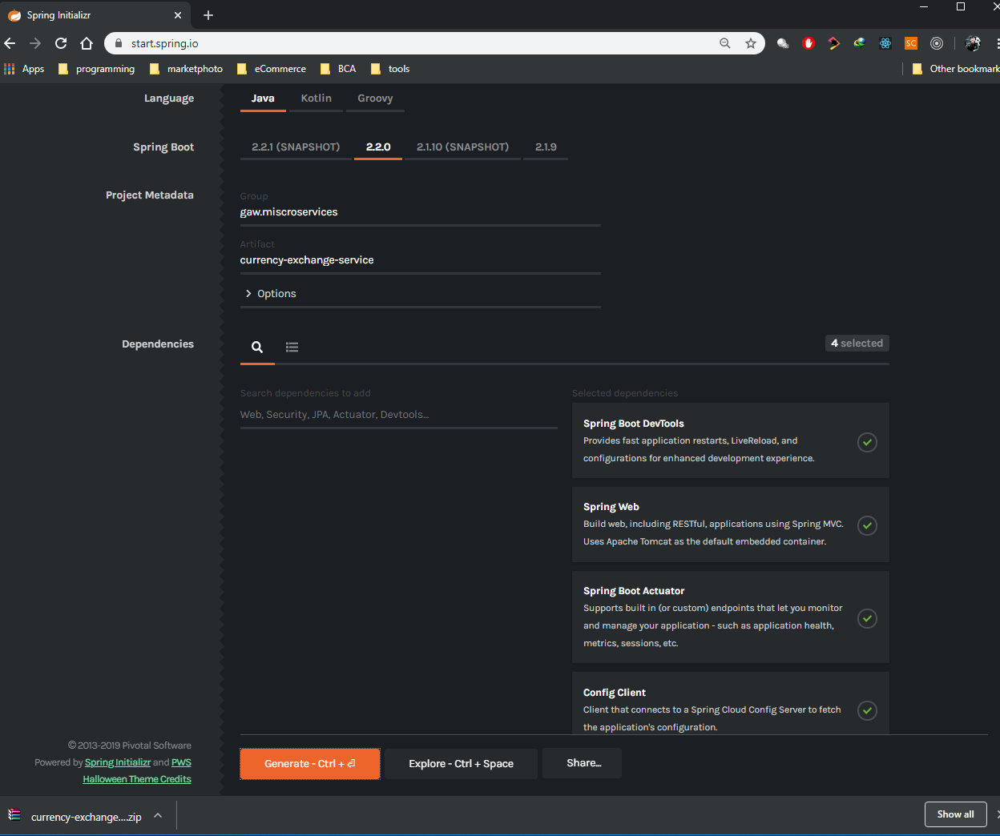 Spring Initializr
start.spring.io
SC
Apps
programming
marketphoto
eCommerce
BCA
tools
Other bookmark
Language
Java Kotlin Groovy
Spring Boot
2.2.1 (SNAPSHOT) 2.2.0 2.1.10 (SNAPSHOT) 2.1.9
Project Metadata
Group
gaw.miscroservices
Artifact
currency-exchange-service
Options
Dependencies
4 selected
Search dependencies to add
Web, Security, JPA, Actuator, Devtools...
Selected dependencies
Spring Boot DevTools
Provides fast application restarts, LiveReload, and
configurations for enhanced development experience.
Spring Web
Build web, including RESTful, applications using Spring MVC.
Uses Apache Tomcat as the default embedded container.
Spring Boot Actuator
Supports built in (or custom) endpoints that let you monitor
and manage your application - such as application health,
metrics, sessions, etc.
Config Client
Client that connects to a Spring Cloud Config Server to fetch
the application's configuration.
© 2013-2019 Pivotal Software
Powered by Spring Initializr and PWS
Halloween Theme Credits
Generate - Ctrl + ⏎
Explore - Ctrl + Space
Share...
currency-exchange....zip
Show all